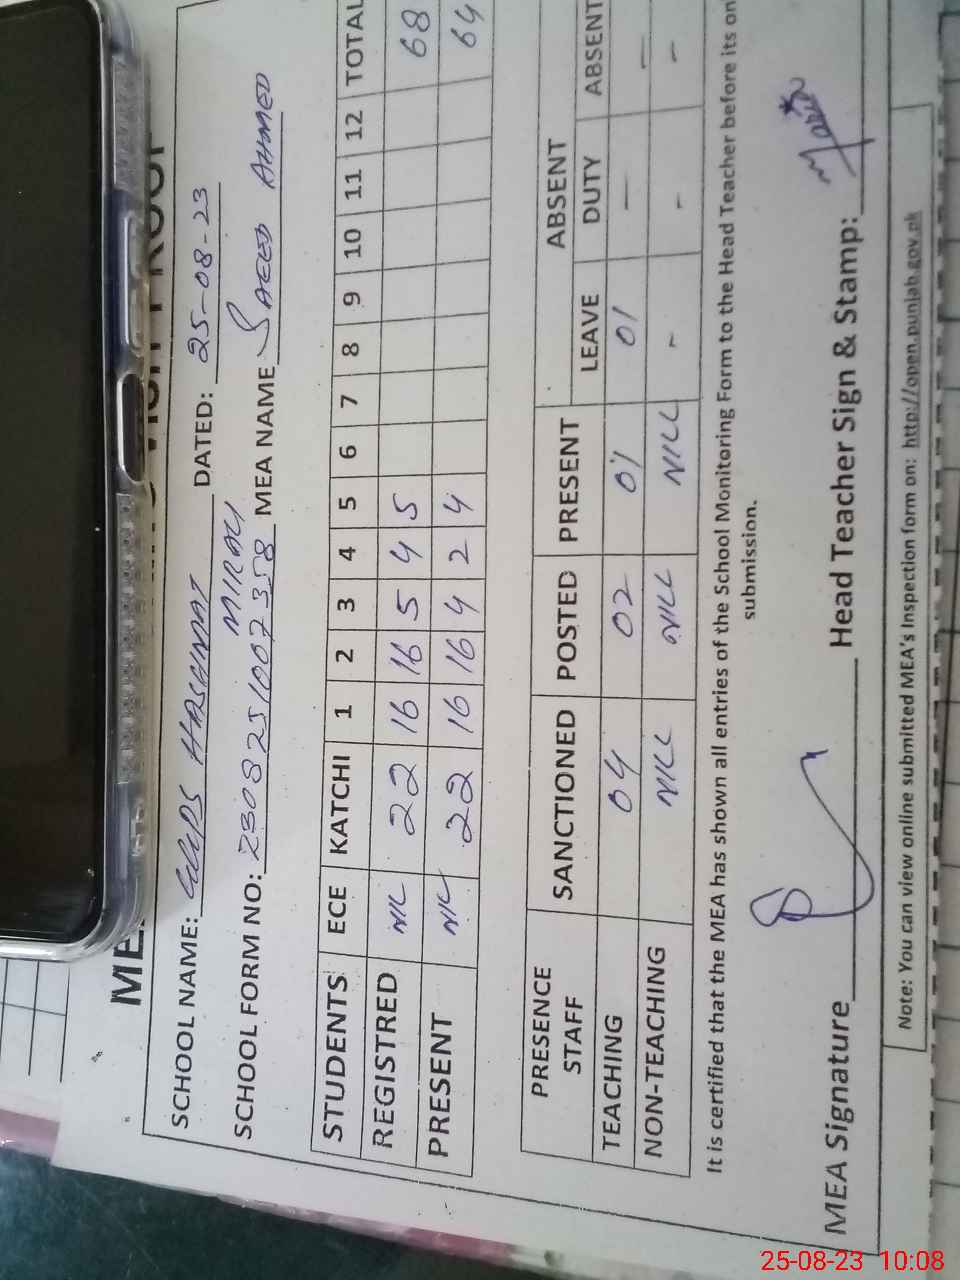 ME
SCHOOL NAME: GMPS HASHMAT DATED: 25-08-23
MIRALI
SCHOOL FORM NO: 2308251007358 MEA NAME SAEED AHMED
STUDENTS ECE KATCHI 1 2 3 4 5 6 7 8 9 10 11 12 TOTAL
REGISTRED NIL 22 16 16 5 4 5 68
PRESENT NIL 22 16 16 4 2 4 64
PRESENCE STAFF SANCTIONED POSTED PRESENT ABSENT
LEAVE DUTY ABSENT
TEACHING 04 02 01 01 — —
NON-TEACHING NILL NILL NILL - - -
It is certified that the MEA has shown all entries of the School Monitoring Form to the Head Teacher before its on
submission.
MEA Signature Head Teacher Sign & Stamp:
Note: You can view online submitted MEA's Inspection form on: http://open.punjab.gov.pk
25-08-23 10:08